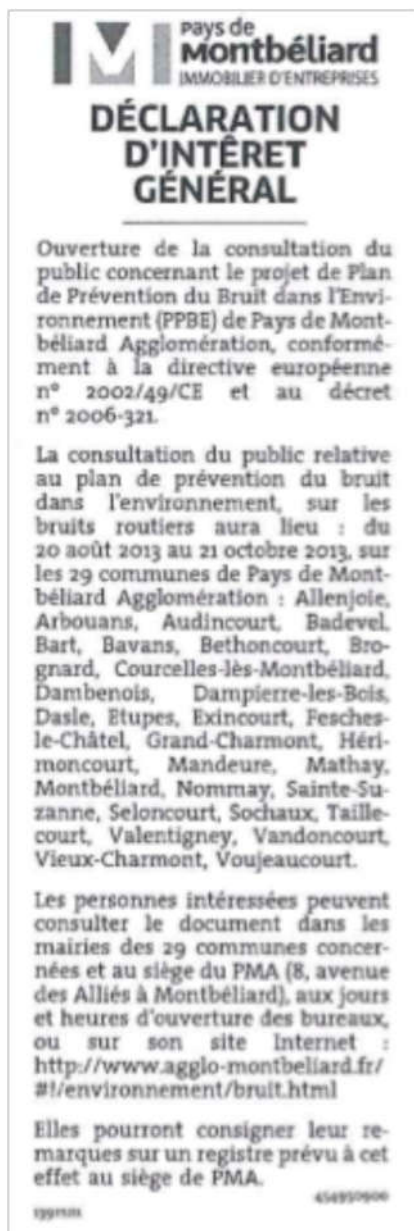 Pays de
Montbéliard
IMMOBILIER D'ENTREPRISES
DÉCLARATION
D'INTÊRET
GÉNÉRAL
Ouverture de la consultation du
public concernant le projet de Plan
de Prévention du Bruit dans l'Envi-
ronnement (PPBE) de Pays de Mont-
béliard Agglomération, conformé-
ment à la directive européenne
n° 2002/49/CE et au décret
n° 2006-321.
La consultation du public relative
au plan de prévention du bruit
dans l'environnement, sur les
bruits routiers aura lieu : du
20 août 2013 au 21 octobre 2013, sur
les 29 communes de Pays de Mont-
béliard Agglomération : Allenjoie,
Arbouans, Audincourt, Badevel,
Bart, Bavans, Bethoncourt, Bro-
gnard, Courcelles-lès-Montbéliard,
Dambenois, Dampierre-les-Bois,
Dasle, Etupes, Exincourt, Fesches-
le-Châtel, Grand-Charmont, Héri-
moncourt, Mandeure, Mathay,
Montbéliard, Nommay, Sainte-Su-
zanne, Seloncourt, Sochaux, Taille-
court, Valentigney, Vandoncourt,
Vieux-Charmont, Voujeaucourt.
Les personnes intéressées peuvent
consulter le document dans les
mairies des 29 communes concer-
nées et au siège du PMA (8, avenue
des Alliés à Montbéliard), aux jours
et heures d'ouverture des bureaux,
ou sur son site Internet :
http://www.agglo-montbeliard.fr/
#!/environnement/bruit.html
Elles pourront consigner leur re-
marques sur un registre prévu à cet
effet au siège de PMA.
454950900
139mm